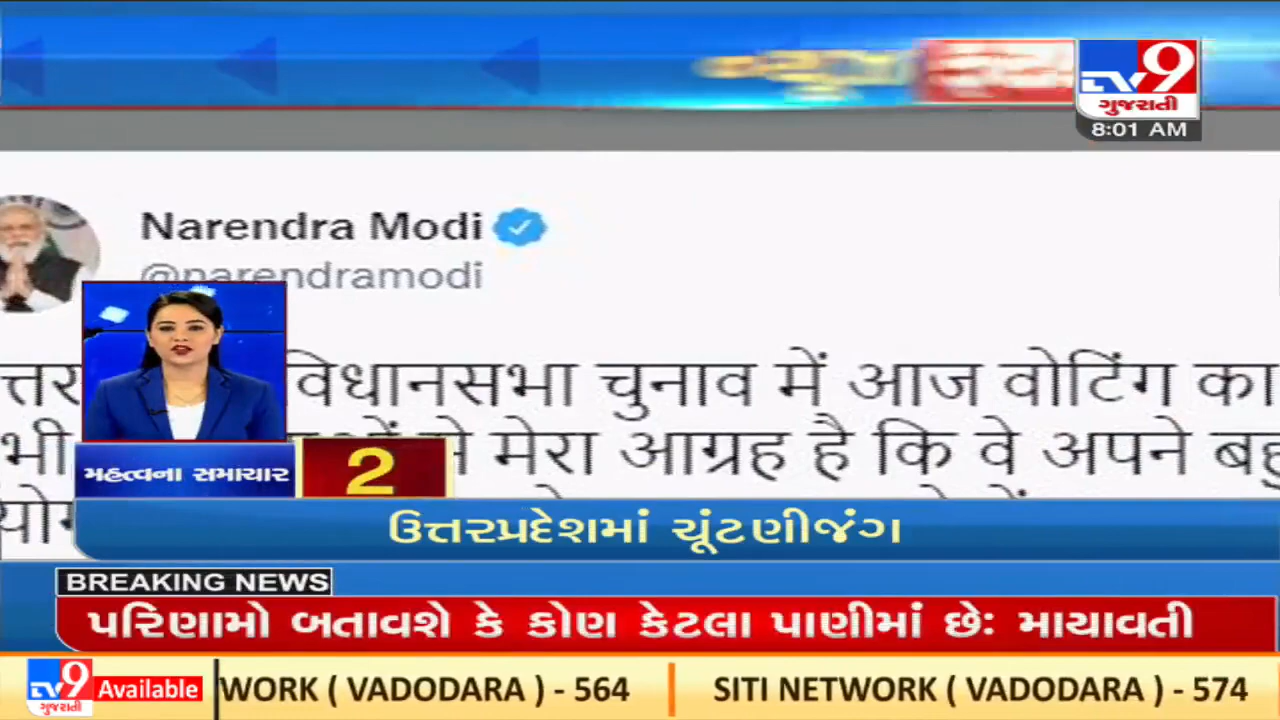 TV9
ગુજરાતી
8:01 AM
Narendra Modi
@narendramodi
विधानसभा चुनाव में आज वोटिंग का
से मेरा आग्रह है कि वे अपने
મહત્વના સમાચાર
2
ઉત્તરપ્રદેશમાં ચૂંટણીજંગ
BREAKING NEWS
પરિણામો બતાવશે કે કોણ કેટલા પાણીમાં છેઃ માયાવતી
TV9
ગુજરાતી
Available
WORK ( VADODARA ) - 564
SITI NETWORK ( VADODARA ) - 574